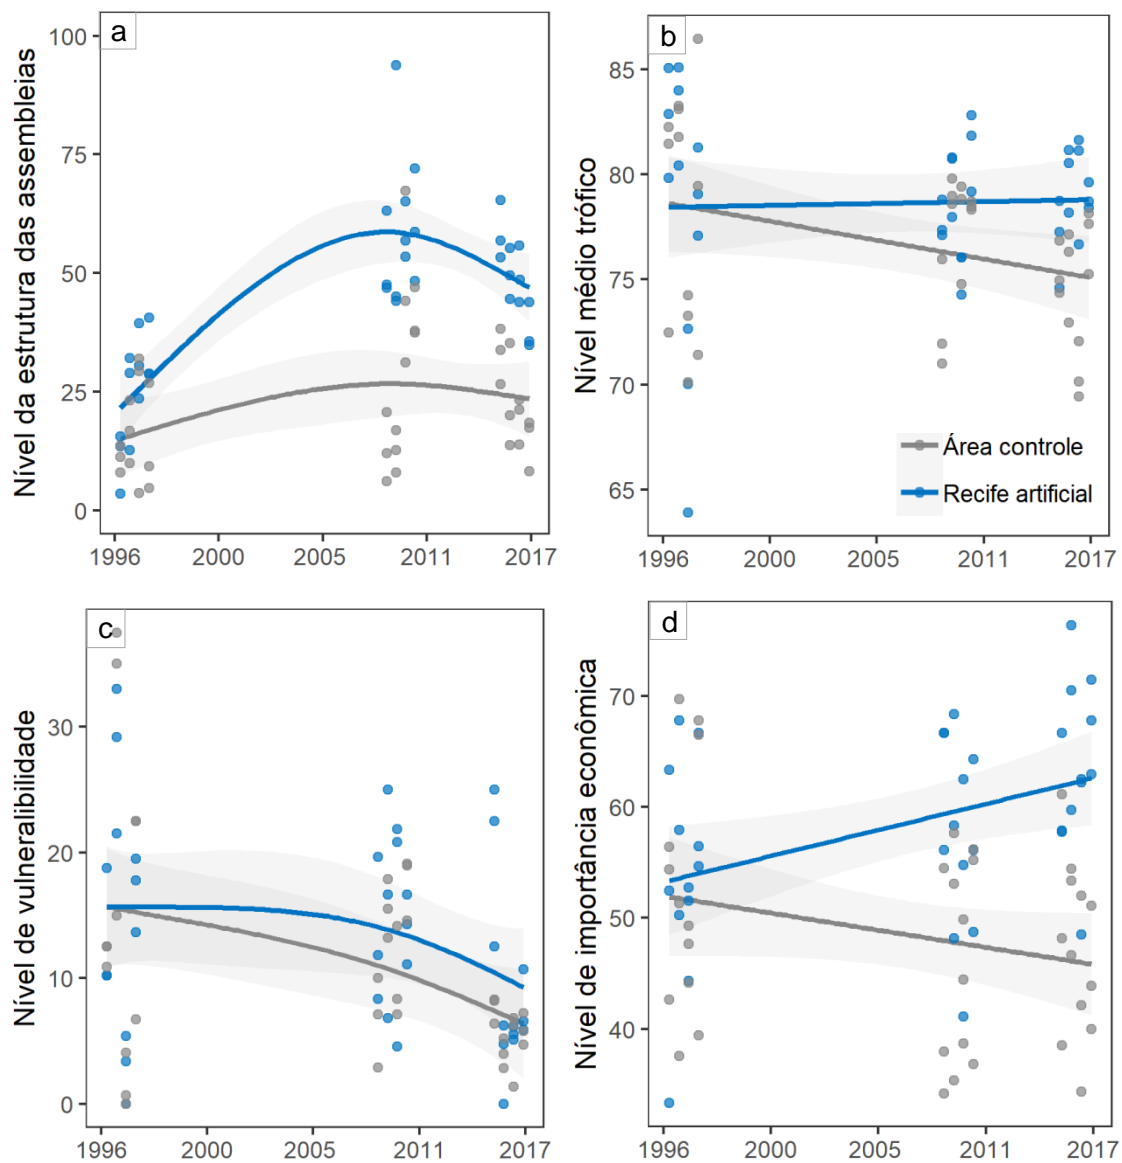 a
Nível da estrutura das assembleias
100
75
50
25
0
1996 2000 2005 2011 2017
b
Nível médio trófico
85
80
75
70
65
Área controle
Recife artificial
1996 2000 2005 2011 2017
c
Nível de vulneralibilidade
30
20
10
0
1996 2000 2005 2011 2017
d
Nível de importância econômica
70
60
50
40
1996 2000 2005 2011 2017